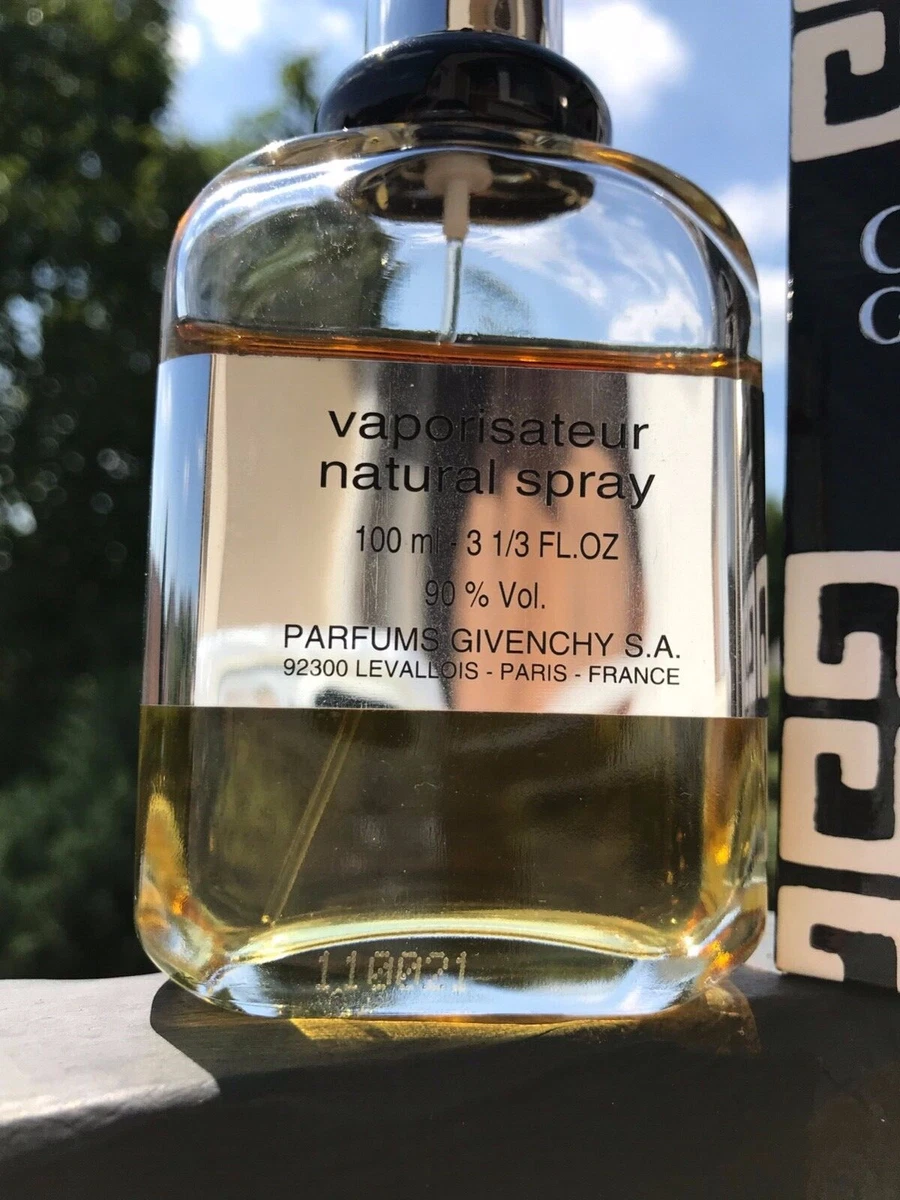 vaporisateur
natural spray
100 ml - 3 1/3 FL.OZ
90 % Vol.
PARFUMS GIVENCHY S.A.
92300 LEVALLOIS - PARIS - FRANCE
110021
G
G